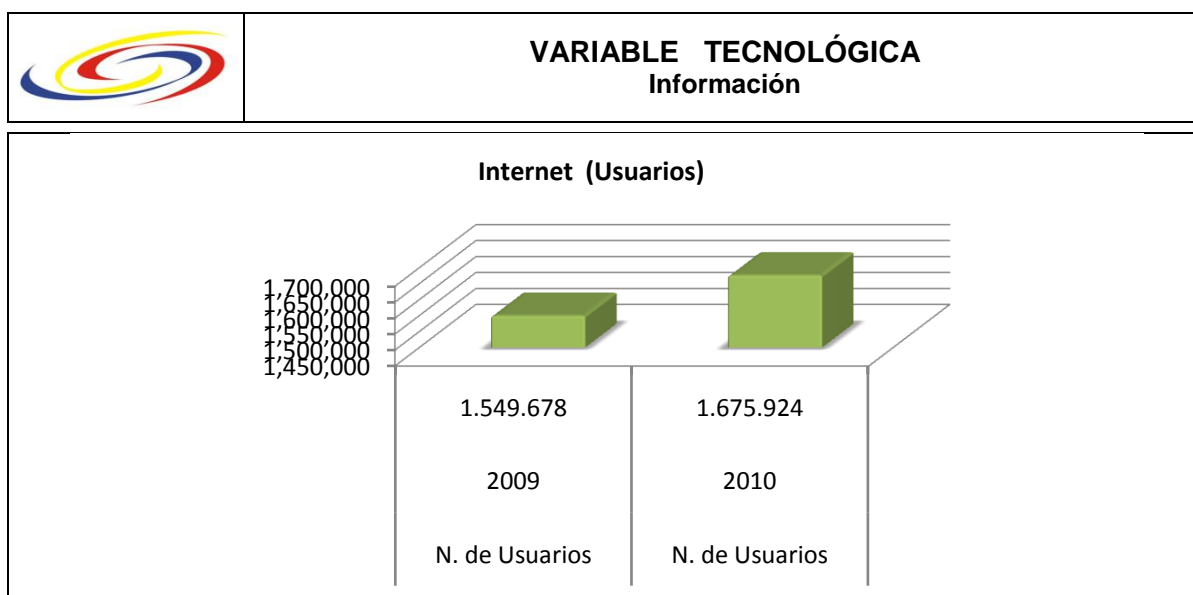 VARIABLE TECNOLÓGICA
Información
Internet (Usuarios)
1,700,000
1,650,000
1,600,000
1,550,000
1,500,000
1,450,000
1.549.678 1.675.924
2009 2010
N. de Usuarios N. de Usuarios